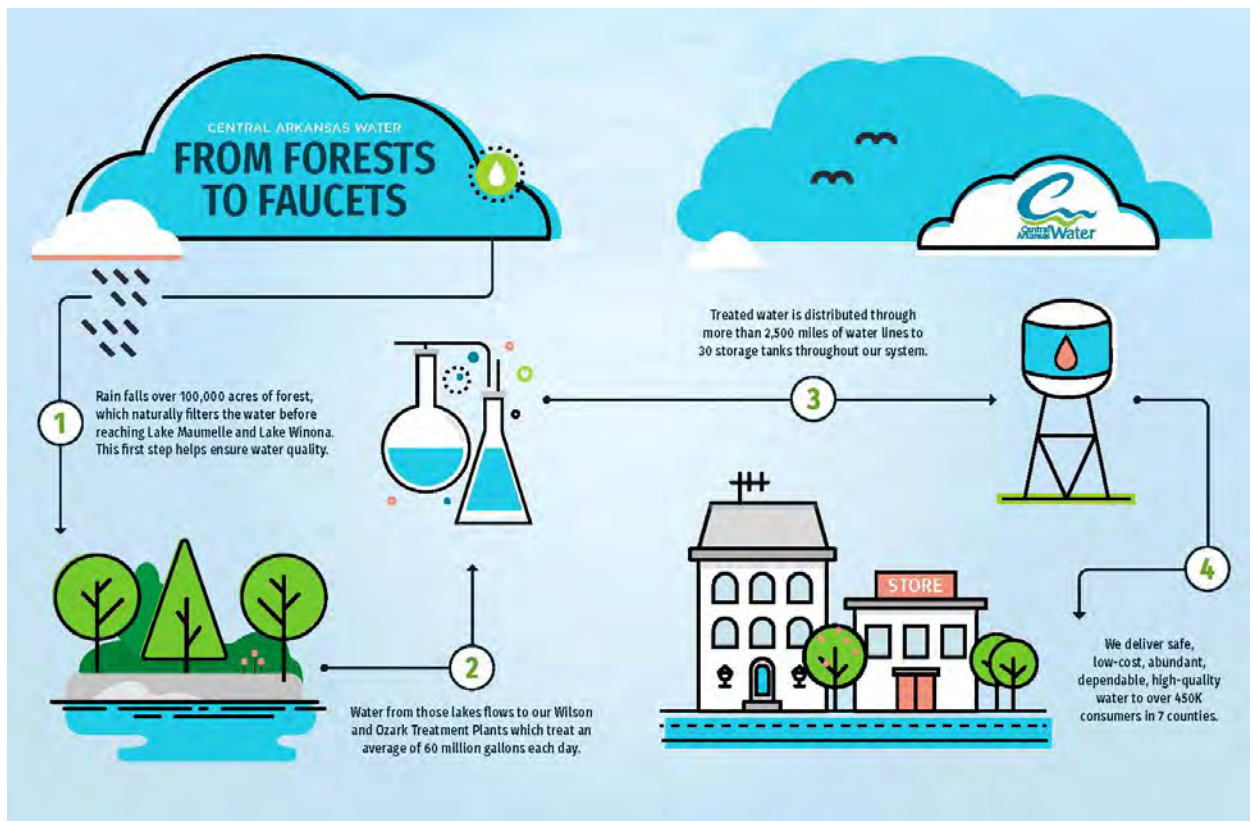 CENTRAL ARKANSAS WATER
FROM FORESTS
TO FAUCETS
Central
Arkansas Water
1
Rain falls over 100,000 acres of forest,
which naturally filters the water before
reaching Lake Maumelle and Lake Winona.
This first step helps ensure water quality.
2
Water from those lakes flows to our Wilson
and Ozark Treatment Plants which treat an
average of 60 million gallons each day.
Treated water is distributed through
more than 2,500 miles of water lines to
30 storage tanks throughout our system.
3
STORE
4
We deliver safe,
low-cost, abundant,
dependable, high-quality
water to over 450K
consumers in 7 counties.